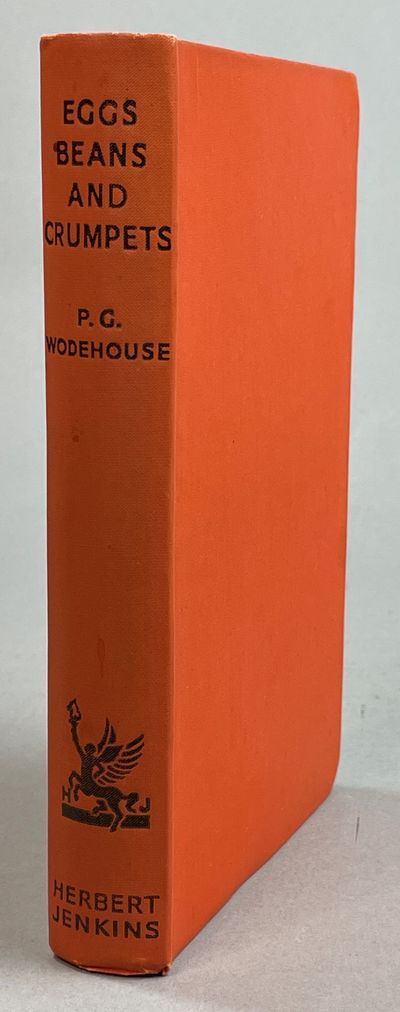 EGGS
BEANS
AND
CRUMPETS
P. G.
WODEHOUSE
H J
HERBERT
JENKINS